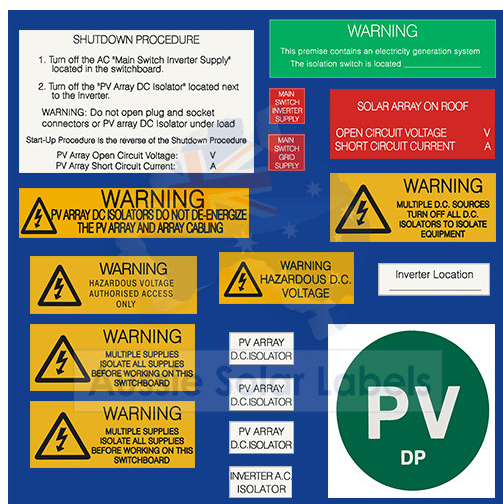 SHUTDOWN PROCEDURE
1. Turn off the AC "Main Switch Inverter Supply"
located in the switchboard.
2. Turn off the "PV Array DC Isolator" located next
to the Inverter.
WARNING: Do not open plug and socket
connectors or PV array DC Isolator under load
Start-Up Procedure is the reverse of the Shutdown Procedure
PV Array Open Circuit Voltage: V
PV Array Short Circuit Current: A
WARNING
This premise contains an electricity generation system
The isolation switch is located
MAIN
SWITCH
INVERTER
SUPPLY
MAIN
SWITCH
GRID
SUPPLY
SOLAR ARRAY ON ROOF
OPEN CIRCUIT VOLTAGE V
SHORT CIRCUIT CURRENT A
WARNING
PV ARRAY DC ISOLATORS DO NOT DE-ENERGIZE
THE PV ARRAY AND ARRAY CABLING
WARNING
MULTIPLE D.C. SOURCES
TURN OFF ALL D.C.
ISOLATORS TO ISOLATE
EQUIPMENT
WARNING
HAZARDOUS VOLTAGE
AUTHORISED ACCESS
ONLY
WARNING
HAZARDOUS D.C.
VOLTAGE
Inverter Location
WARNING
MULTIPLE SUPPLIES
ISOLATE ALL SUPPLIES
BEFORE WORKING ON THIS
SWITCHBOARD
WARNING
MULTIPLE SUPPLIES
ISOLATE ALL SUPPLIES
BEFORE WORKING ON THIS
SWITCHBOARD
PV ARRAY
D.C.ISOLATOR
PV ARRAY
D.C.ISOLATOR
PV ARRAY
D.C.ISOLATOR
INVERTER A.C.
ISOLATOR
PV
DP
Aussie Solar Labels